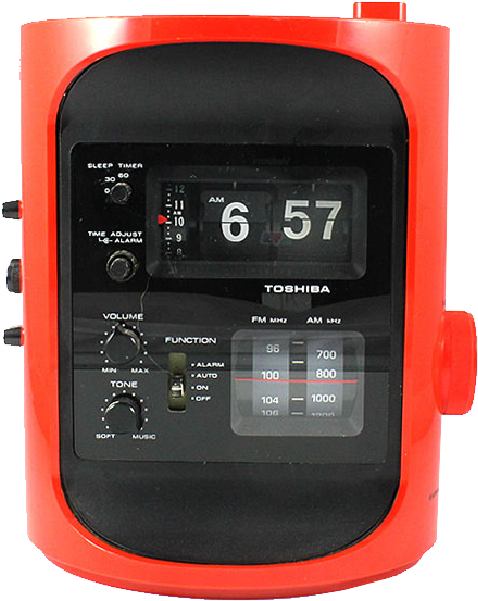 SLEEP TIMER
30 60
0
TIME ADJUST
ALARM
12
11
AM
10
9
8
AM
6 57
TOSHIBA
VOLUME
MIN MAX
TONE
SOFT MUSIC
FUNCTION
ALARM
AUTO
ON
OFF
FM MHZ AM
96 700
100 800
104 1000
106